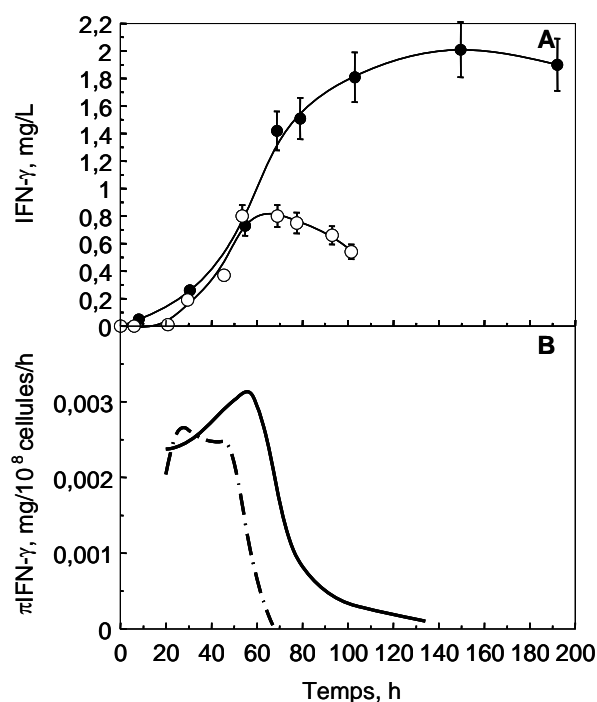 A
IFN-γ, mg/L
2,2
2
1,8
1,6
1,4
1,2
1
0,8
0,6
0,4
0,2
0
B
πIFN-γ, mg/10⁸ cellules/h
0,003
0,002
0,001
0
0 20 40 60 80 100 120 140 160 180 200
Temps, h